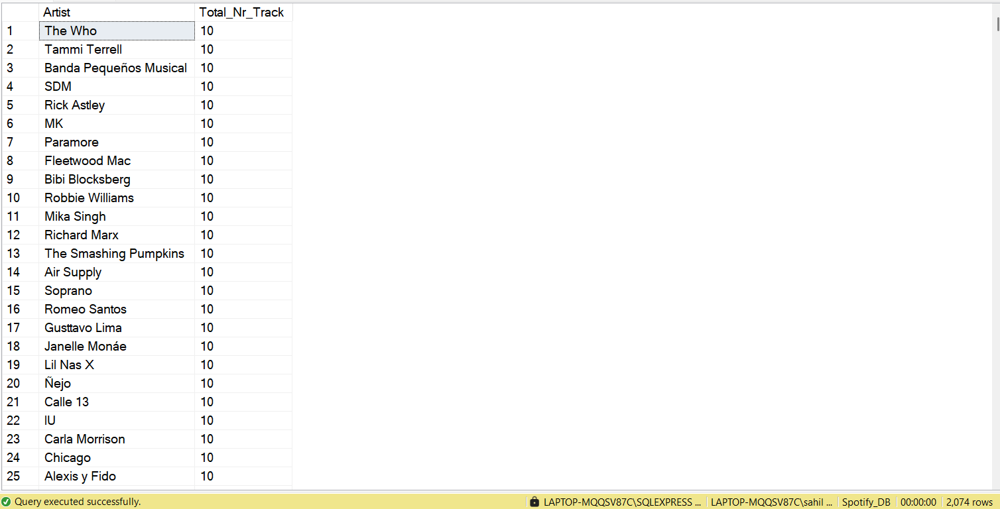 Artist Total_Nr_Track
1 The Who 10
2 Tammi Terrell 10
3 Banda Pequeños Musical 10
4 SDM 10
5 Rick Astley 10
6 MK 10
7 Paramore 10
8 Fleetwood Mac 10
9 Bibi Blocksberg 10
10 Robbie Williams 10
11 Mika Singh 10
12 Richard Marx 10
13 The Smashing Pumpkins 10
14 Air Supply 10
15 Soprano 10
16 Romeo Santos 10
17 Gusttavo Lima 10
18 Janelle Monáe 10
19 Lil Nas X 10
20 Ñejo 10
21 Calle 13 10
22 IU 10
23 Carla Morrison 10
24 Chicago 10
25 Alexis y Fido 10
Query executed successfully. LAPTOP-MQQSV87C\SQLEXPRESS ... LAPTOP-MQQSV87C\sahil ... Spotify_DB 00:00:00 2,074 rows